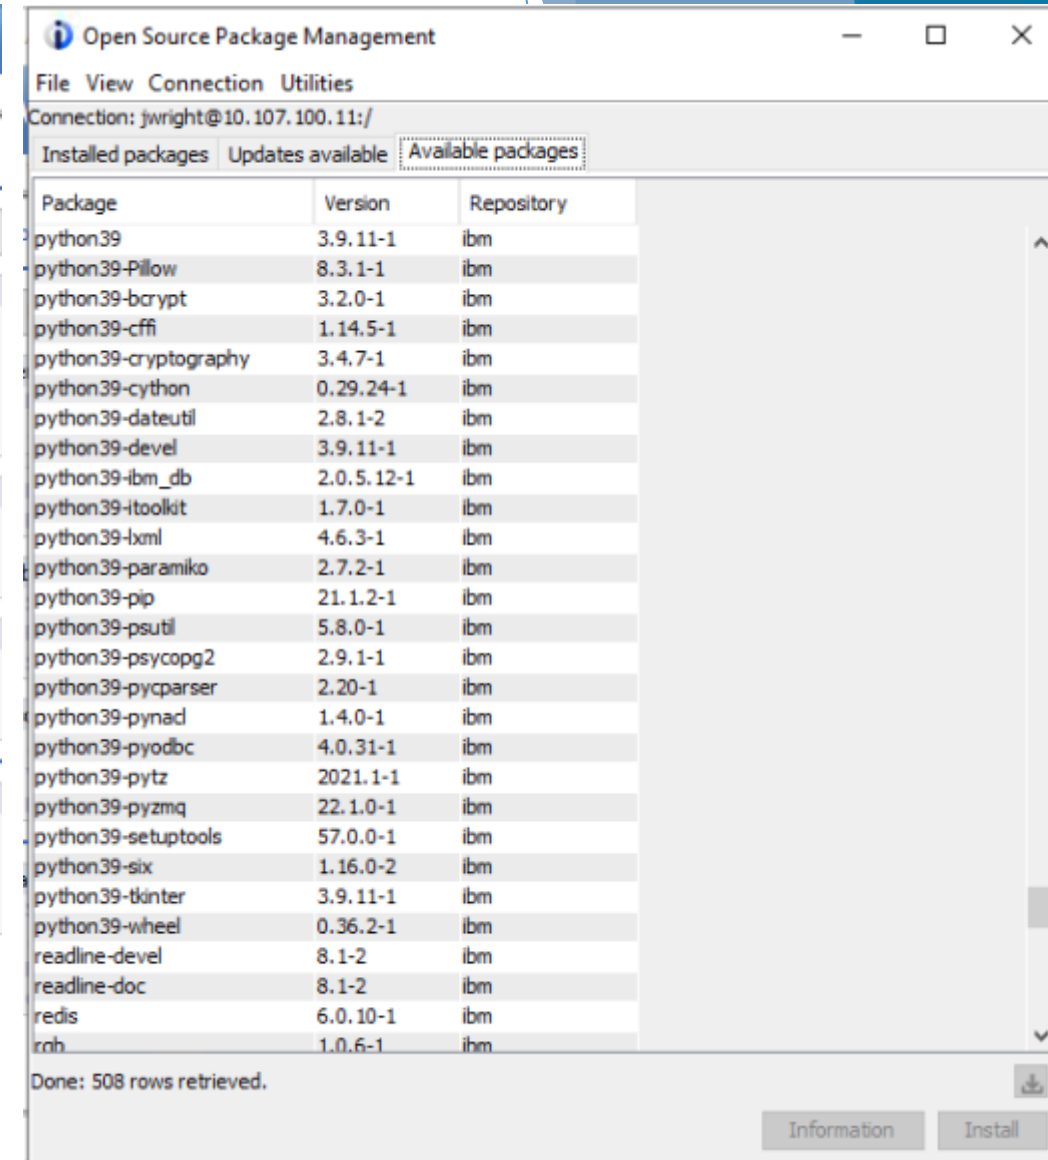 Open Source Package Management
File View Connection Utilities
Connection: jwright@10.107.100.11:/
Installed packages Updates available Available packages
Package Version Repository
python39 3.9.11-1 ibm
python39-Pillow 8.3.1-1 ibm
python39-bcrypt 3.2.0-1 ibm
python39-cffi 1.14.5-1 ibm
python39-cryptography 3.4.7-1 ibm
python39-cython 0.29.24-1 ibm
python39-dateutil 2.8.1-2 ibm
python39-devel 3.9.11-1 ibm
python39-ibm_db 2.0.5.12-1 ibm
python39-itoolkit 1.7.0-1 ibm
python39-lxml 4.6.3-1 ibm
python39-paramiko 2.7.2-1 ibm
python39-pip 21.1.2-1 ibm
python39-psutil 5.8.0-1 ibm
python39-psycopg2 2.9.1-1 ibm
python39-pycparser 2.20-1 ibm
python39-pynacl 1.4.0-1 ibm
python39-pyodbc 4.0.31-1 ibm
python39-pytz 2021.1-1 ibm
python39-pyzmq 22.1.0-1 ibm
python39-setuptools 57.0.0-1 ibm
python39-six 1.16.0-2 ibm
python39-tkinter 3.9.11-1 ibm
python39-wheel 0.36.2-1 ibm
readline-devel 8.1-2 ibm
readline-doc 8.1-2 ibm
redis 6.0.10-1 ibm
rgb 1.0.6-1 ibm
Done: 508 rows retrieved.
Information Install